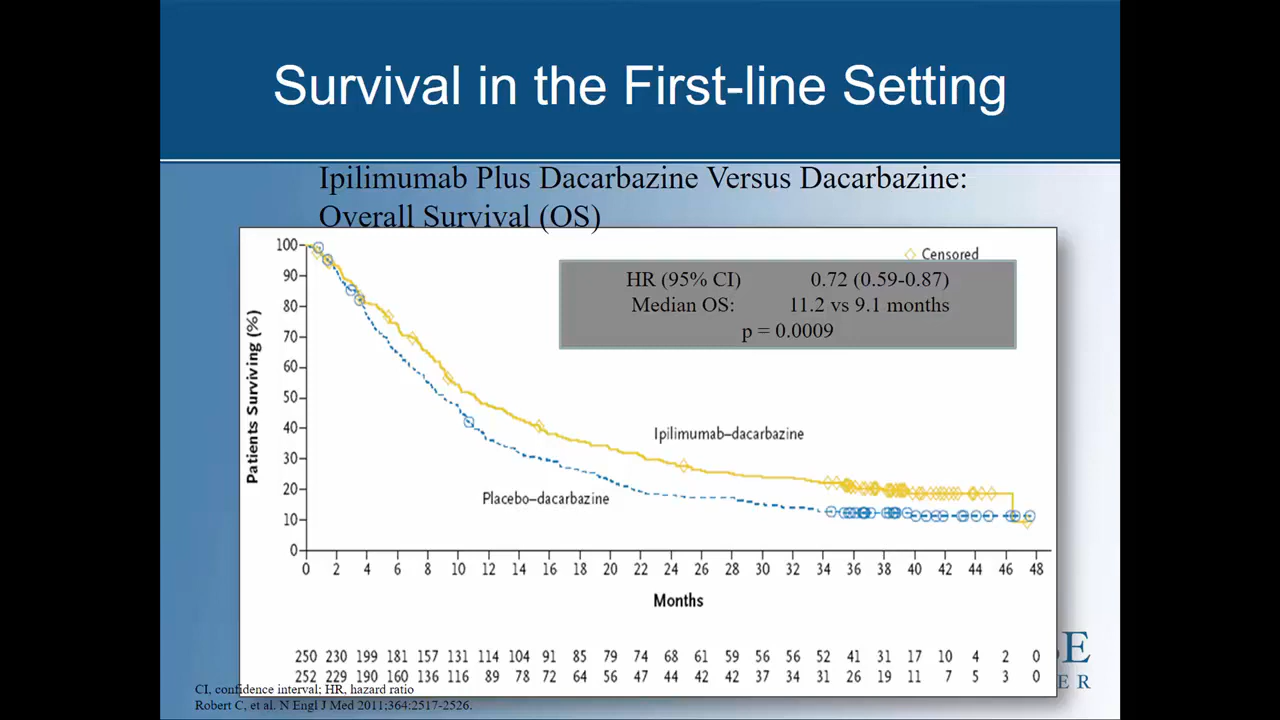 Survival in the First-line Setting
Ipilimumab Plus Dacarbazine Versus Dacarbazine:
Overall Survival (OS)
Censored
HR (95% CI) 0.72 (0.59-0.87)
Median OS: 11.2 vs 9.1 months
p = 0.0009
Patients Surviving (%)
100
90
80
70
60
50
40
30
20
10
0
Ipilimumab–dacarbazine
Placebo–dacarbazine
0 2 4 6 8 10 12 14 16 18 20 22 24 26 28 30 32 34 36 38 40 42 44 46 48
Months
250 230 199 181 157 131 114 104 91 85 79 74 68 61 59 56 56 52 41 31 17 10 4 2 0
252 229 190 160 136 116 89 78 72 64 56 47 44 42 42 37 34 31 26 19 11 7 5 3 0
E
E R
CI, confidence interval; HR, hazard ratio
Robert C, et al. N Engl J Med 2011;364:2517-2526.